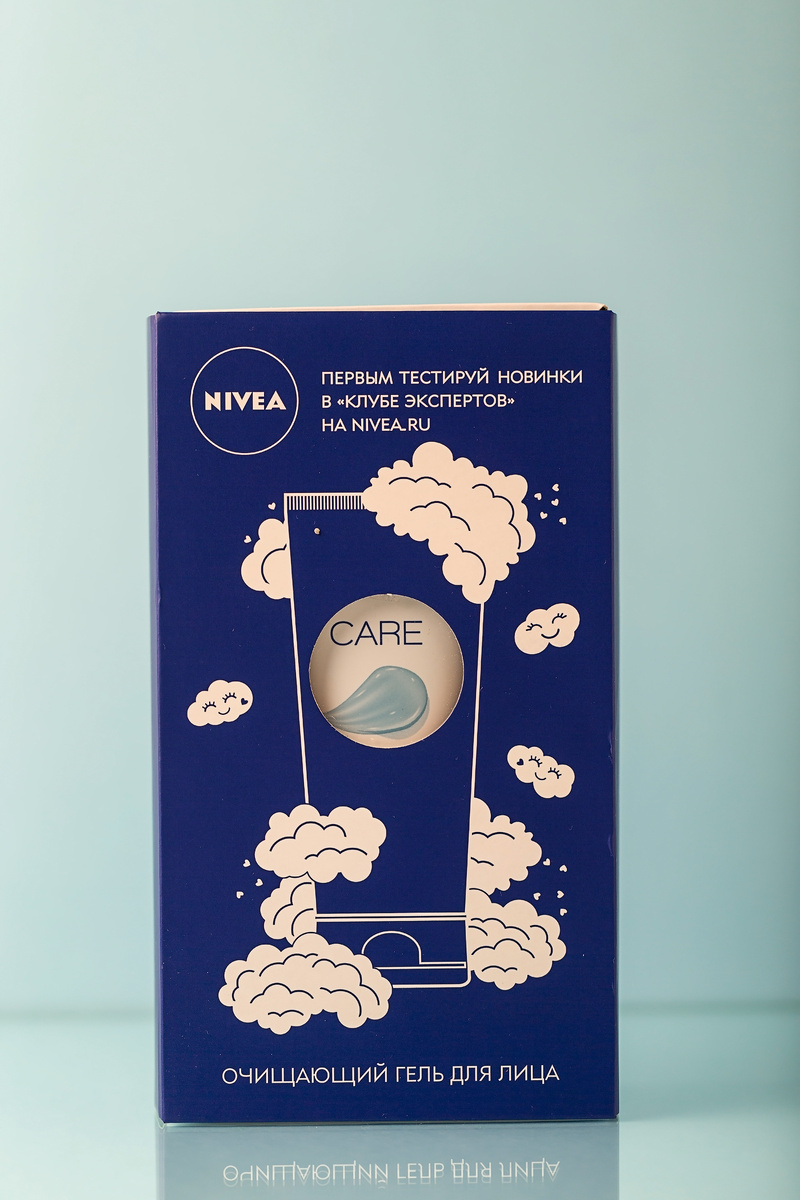 NIVEA
ПЕРВЫМ ТЕСТИРУЙ НОВИНКИ
В «КЛУБЕ ЭКСПЕРТОВ»
НА NIVEA.RU
CARE
ОЧИЩАЮЩИЙ ГЕЛЬ ДЛЯ ЛИЦА